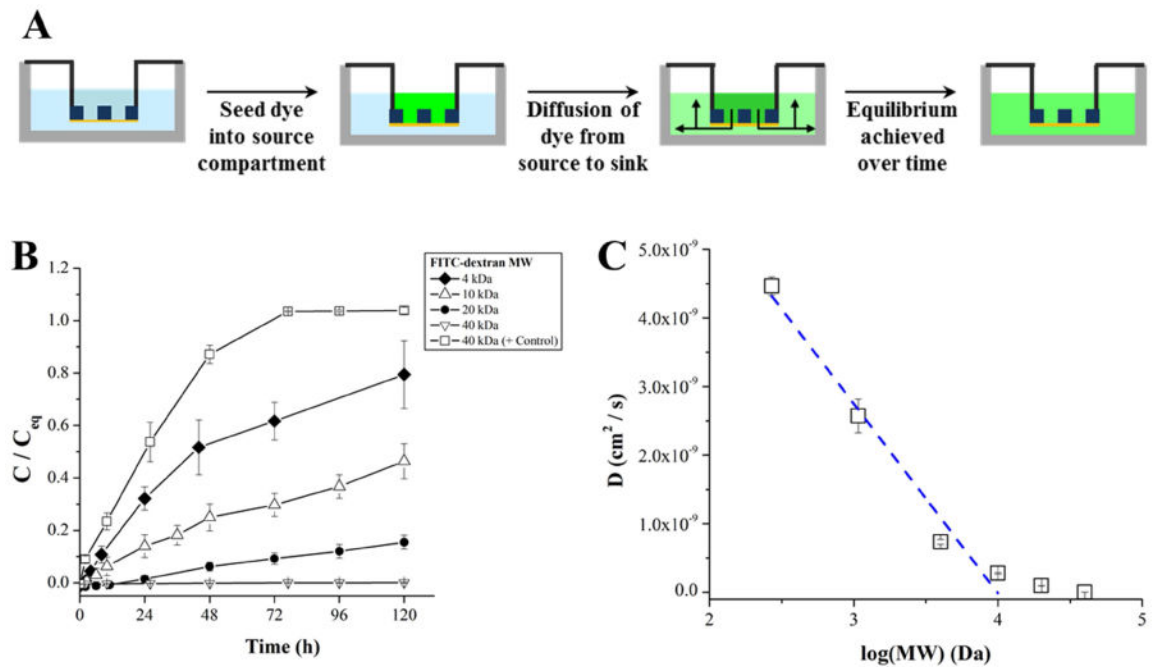 A
Seed dye
into source
compartment
Diffusion of
dye from
source to sink
Equilibrium
achieved
over time
B
C / Ceq
1.2
1.0
0.8
0.6
0.4
0.2
0.0
0 24 48 72 96 120
Time (h)
FITC-dextran MW
4 kDa
10 kDa
20 kDa
40 kDa
40 kDa (+ Control)
C
D (cm² / s)
5.0x10⁻⁹
4.0x10⁻⁹
3.0x10⁻⁹
2.0x10⁻⁹
1.0x10⁻⁹
0.0
2 3 4 5
log(MW) (Da)